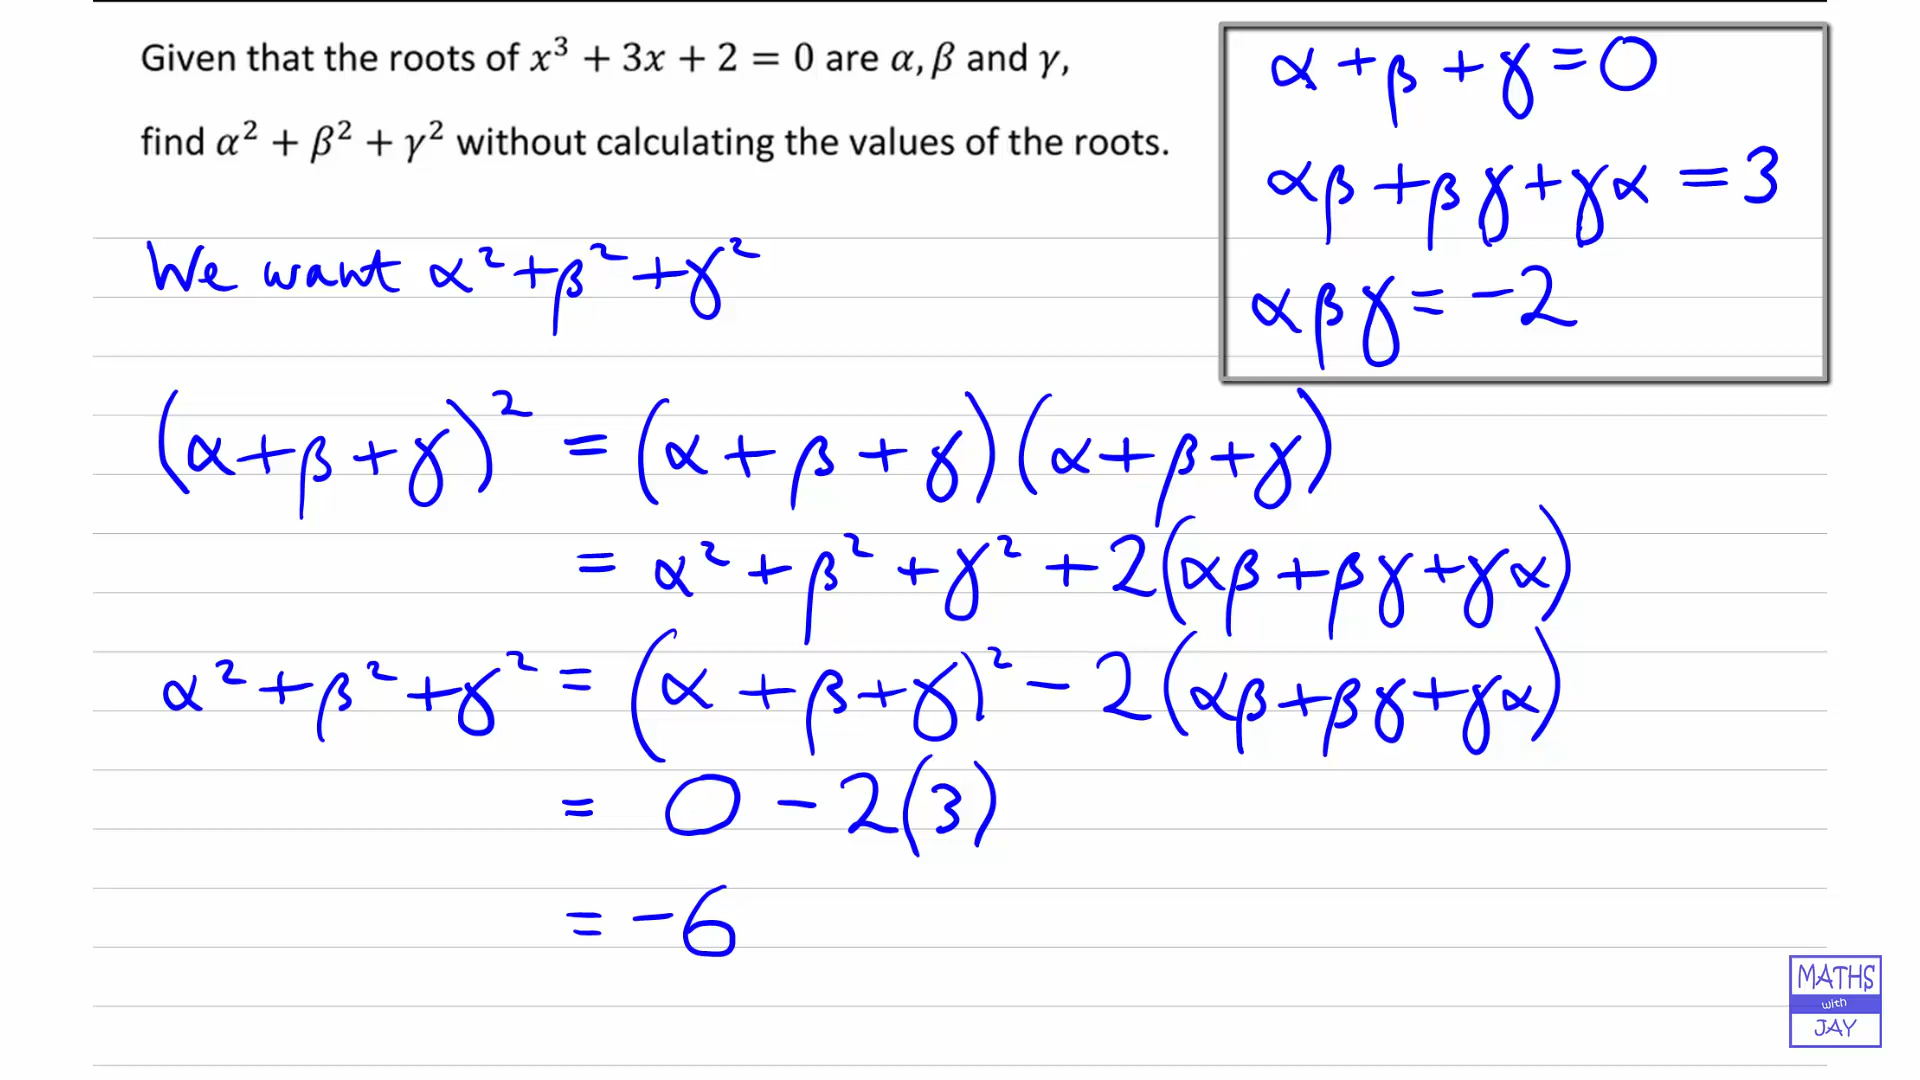 Given that the roots of x³ + 3x + 2 = 0 are α, β and γ,
find α² + β² + γ² without calculating the values of the roots.
α + β + γ = 0
αβ + βγ + γα = 3
αβγ = -2
We want α² + β² + γ²
(α + β + γ)² = (α + β + γ)(α + β + γ)
= α² + β² + γ² + 2(αβ + βγ + γα)
α² + β² + γ² = (α + β + γ)² - 2(αβ + βγ + γα)
= 0 - 2(3)
= -6
MATHS
with
JAY